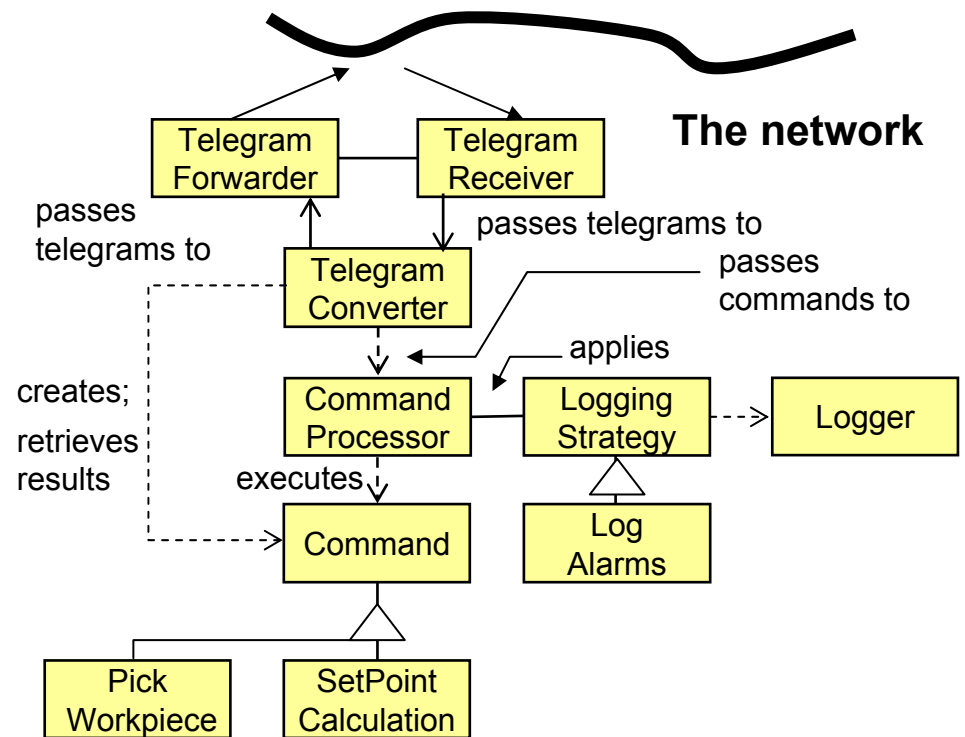 The network
Telegram
Forwarder
Telegram
Receiver
passes
telegrams to
passes telegrams to
Telegram
Converter
passes
commands to
applies
creates;
retrieves
results
Command
Processor
Logging
Strategy
Logger
executes
Command
Log
Alarms
Pick
Workpiece
SetPoint
Calculation